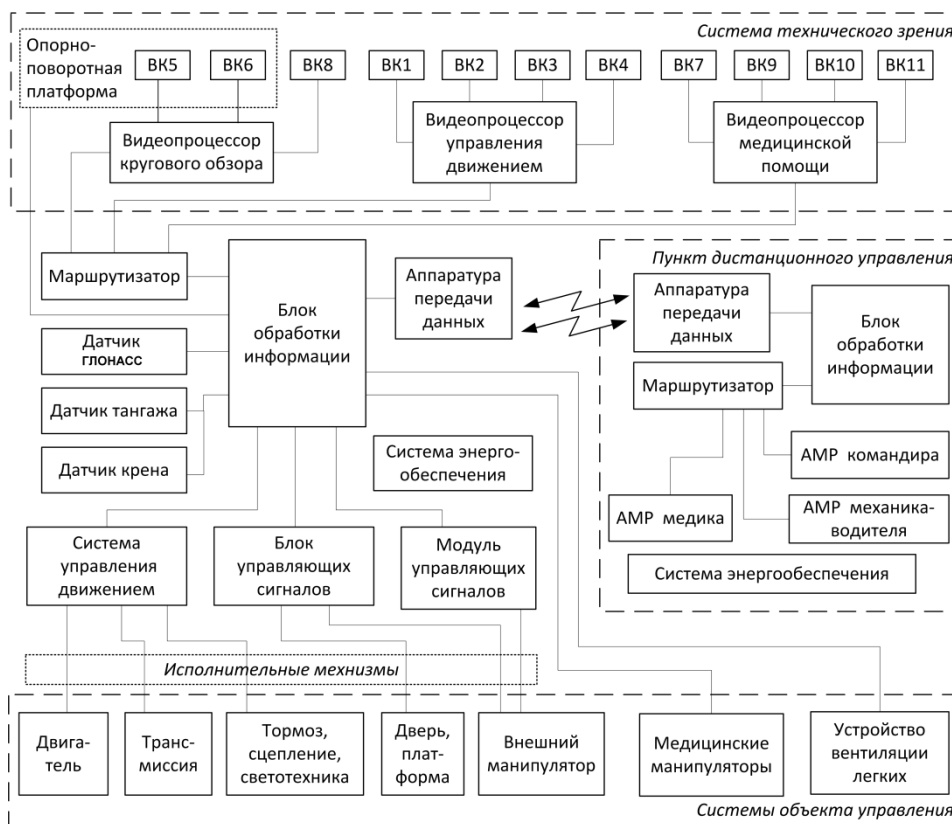 Система технического зрения
Опорно-
поворотная
платформа
ВК5
ВК6
ВК8
ВК1
ВК2
ВК3
ВК4
ВК7
ВК9
ВК10
ВК11
Видеопроцессор
кругового обзора
Видеопроцессор
управления
движением
Видеопроцессор
медицинской
помощи
Маршрутизатор
Блок
обработки
информации
Аппаратура
передачи
данных
Пункт дистанционного управления
Аппаратура
передачи
данных
Блок
обработки
информации
Маршрутизатор
Датчик
ГЛОНАСС
Датчик тангажа
Датчик крена
Система энерго-
обеспечения
АМР командира
АМР медика
АМР механика-
водителя
Система энергообеспечения
Система
управления
движением
Блок
управляющих
сигналов
Модуль
управляющих
сигналов
Исполнительные мехнизмы
Двига-
тель
Транс-
миссия
Тормоз,
сцепление,
светотехника
Дверь,
плат-
форма
Внешний
манипулятор
Медицинские
манипуляторы
Устройство
вентиляции
легких
Системы объекта управления